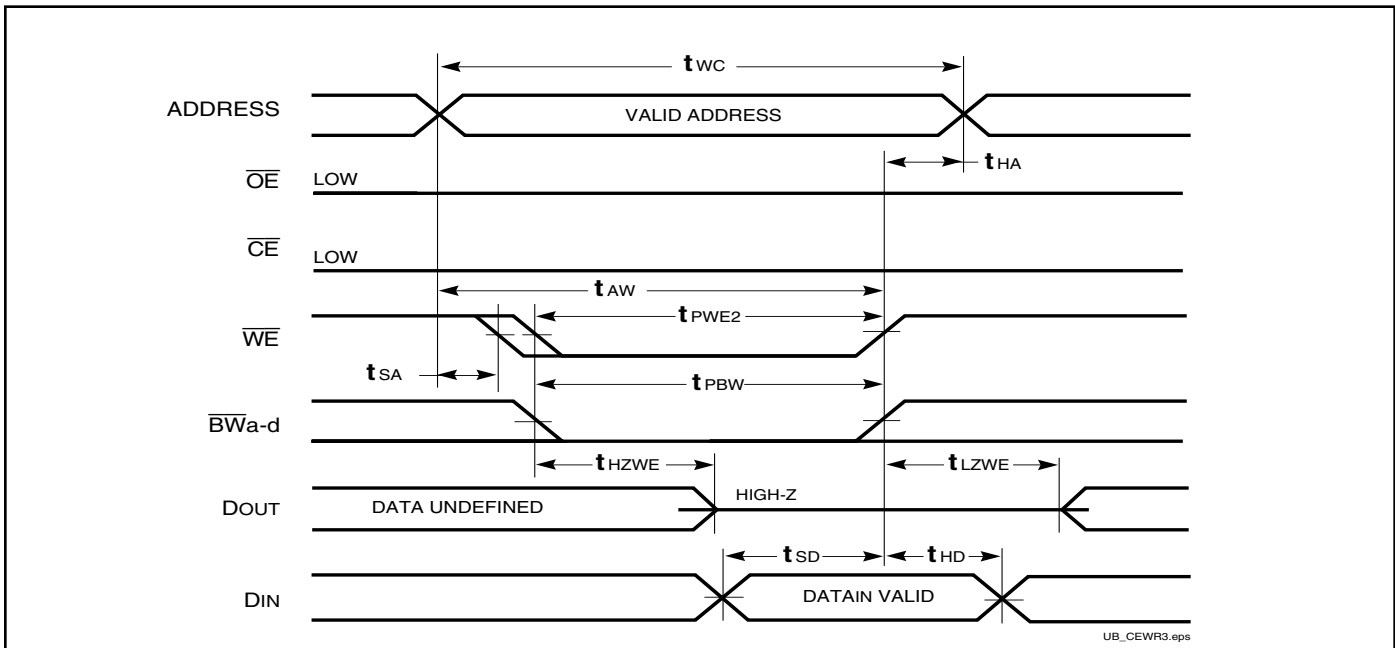 tWC
ADDRESS
VALID ADDRESS
tHA
OE
LOW
CE
LOW
tAW
tPWE2
WE
tSA
tPBW
BWa-d
tHZWE
tLZWE
DOUT
DATA UNDEFINED
HIGH-Z
tSD
tHD
DIN
DATAIN VALID
UB_CEWR3.eps